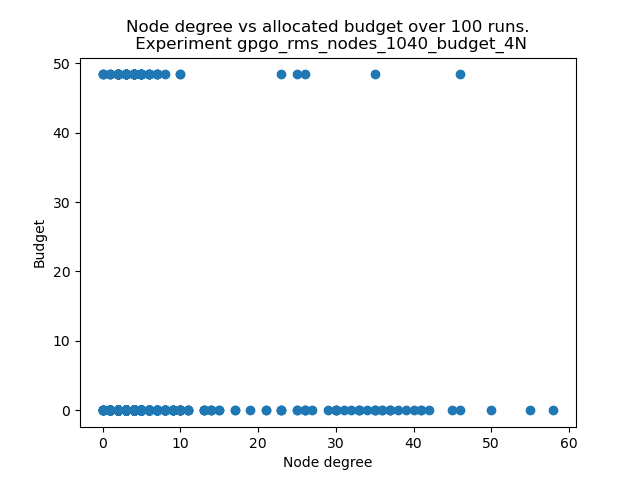 Node degree vs allocated budget over 100 runs.
Experiment gpgo_rms_nodes_1040_budget_4N
50
40
30
20
10
0
Budget
0 10 20 30 40 50 60
Node degree